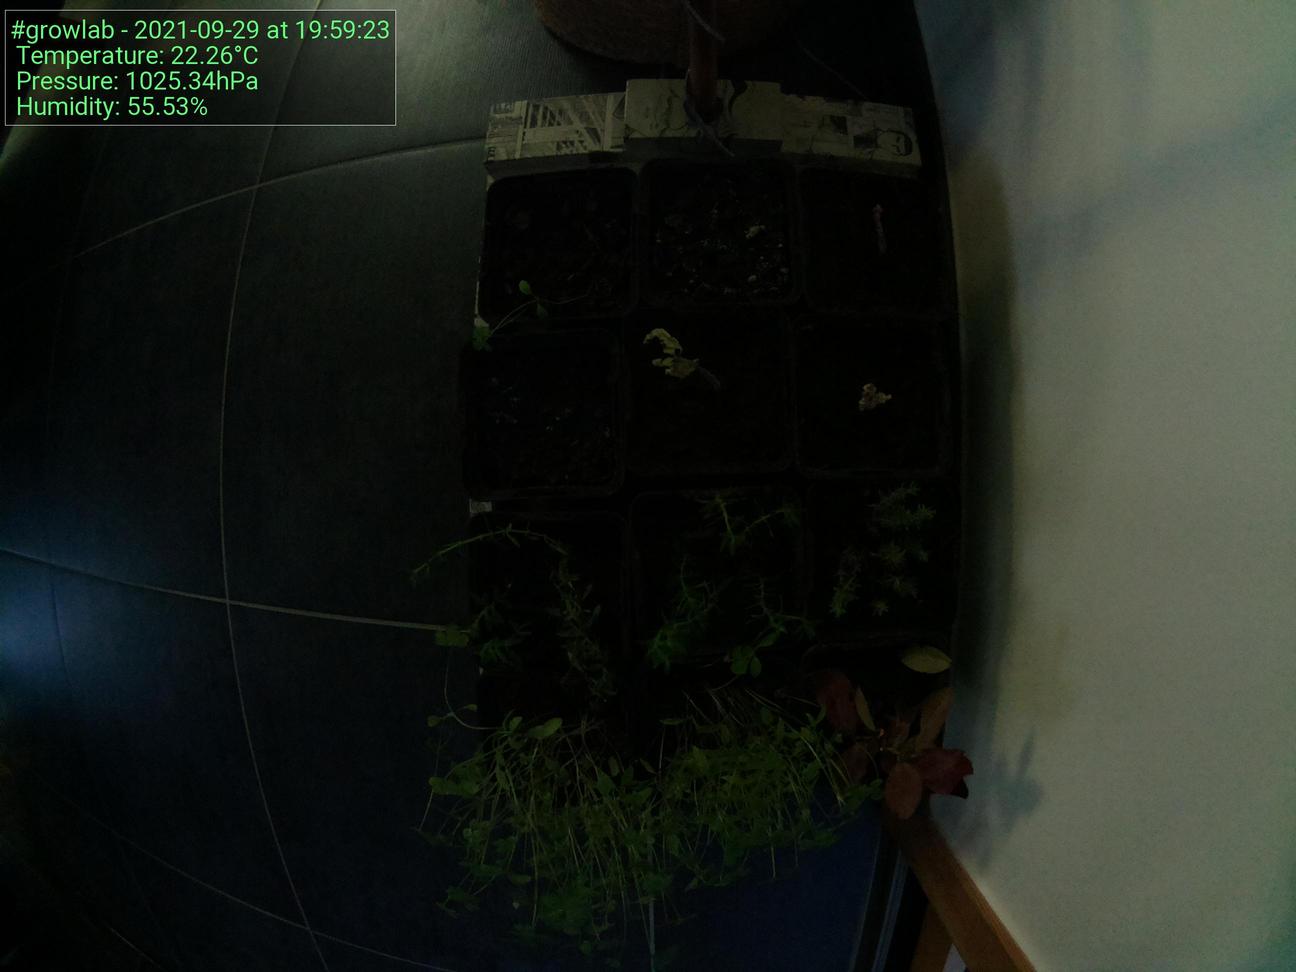 #growlab - 2021-09-29 at 19:59:23
Temperature: 22.26°C
Pressure: 1025.34hPa
Humidity: 55.53%